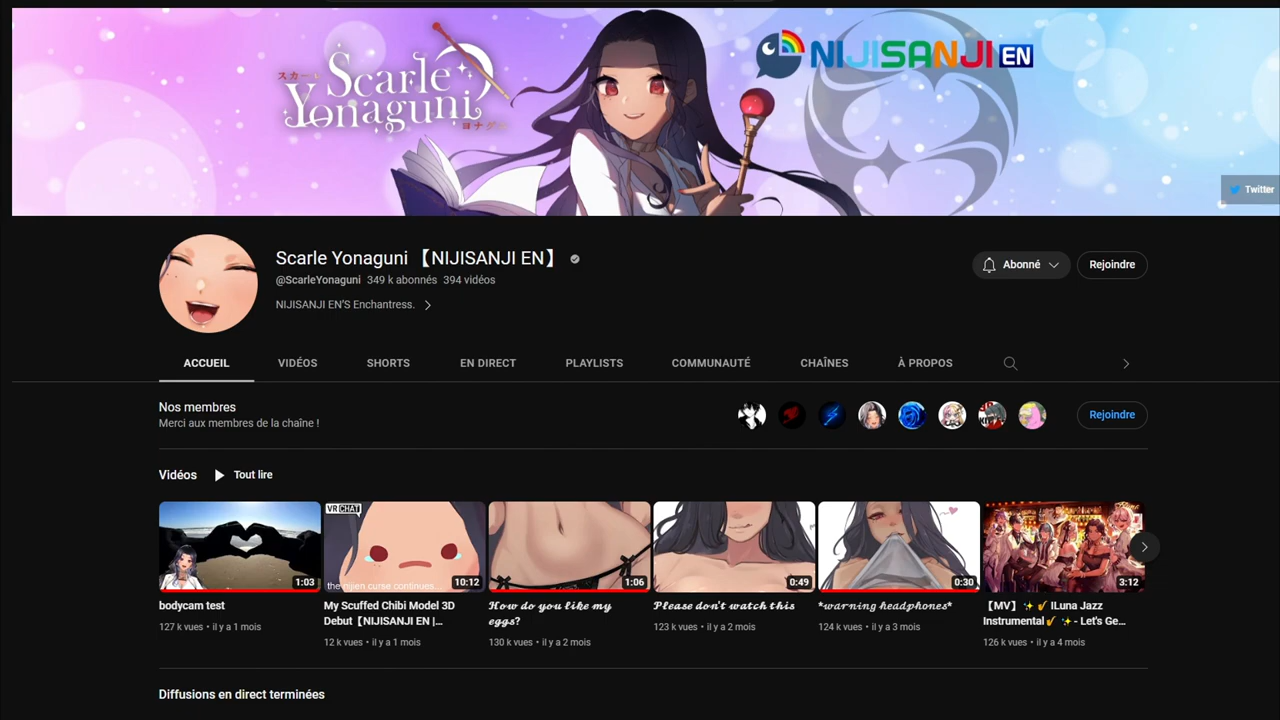 スカーレ
Scarle
Yonaguni
ヨナグニ
NIJISANJI EN
Twitter
Scarle Yonaguni 【NIJISANJI EN】
@ScarleYonaguni 349 k abonnés 394 vidéos
NIJISANJI EN'S Enchantress.
Abonné
Rejoindre
ACCUEIL VIDÉOS SHORTS EN DIRECT PLAYLISTS COMMUNAUTÉ CHAÎNES À PROPOS
Nos membres
Merci aux membres de la chaîne !
Rejoindre
Vidéos Tout lire
VRCHAT
the nijien curse continues...
1:03 10:12 1:06 0:49 0:30 3:12
bodycam test
127 k vues • il y a 1 mois
My Scuffed Chibi Model 3D
Debut【NIJISANJI EN |...
12 k vues • il y a 1 mois
𝓗𝓸𝔀 𝓭𝓸 𝔂𝓸𝓾 𝓵𝓲𝓴𝓮 𝓶𝔂
𝓮𝓰𝓰𝓼?
130 k vues • il y a 2 mois
𝓟𝓵𝓮𝓪𝓼𝓮 𝓭𝓸𝓷'𝓽 𝔀𝓪𝓽𝓬𝓱 𝓽𝓱𝓲𝓼
123 k vues • il y a 2 mois
*𝔀𝓪𝓻𝓷𝓲𝓷𝓰 𝓱𝓮𝓪𝓭𝓹𝓱𝓸𝓷𝓮𝓼*
124 k vues • il y a 3 mois
【MV】✨🎷 ILuna Jazz
Instrumental🎷 ✨- Let's Ge...
126 k vues • il y a 4 mois
Diffusions en direct terminées